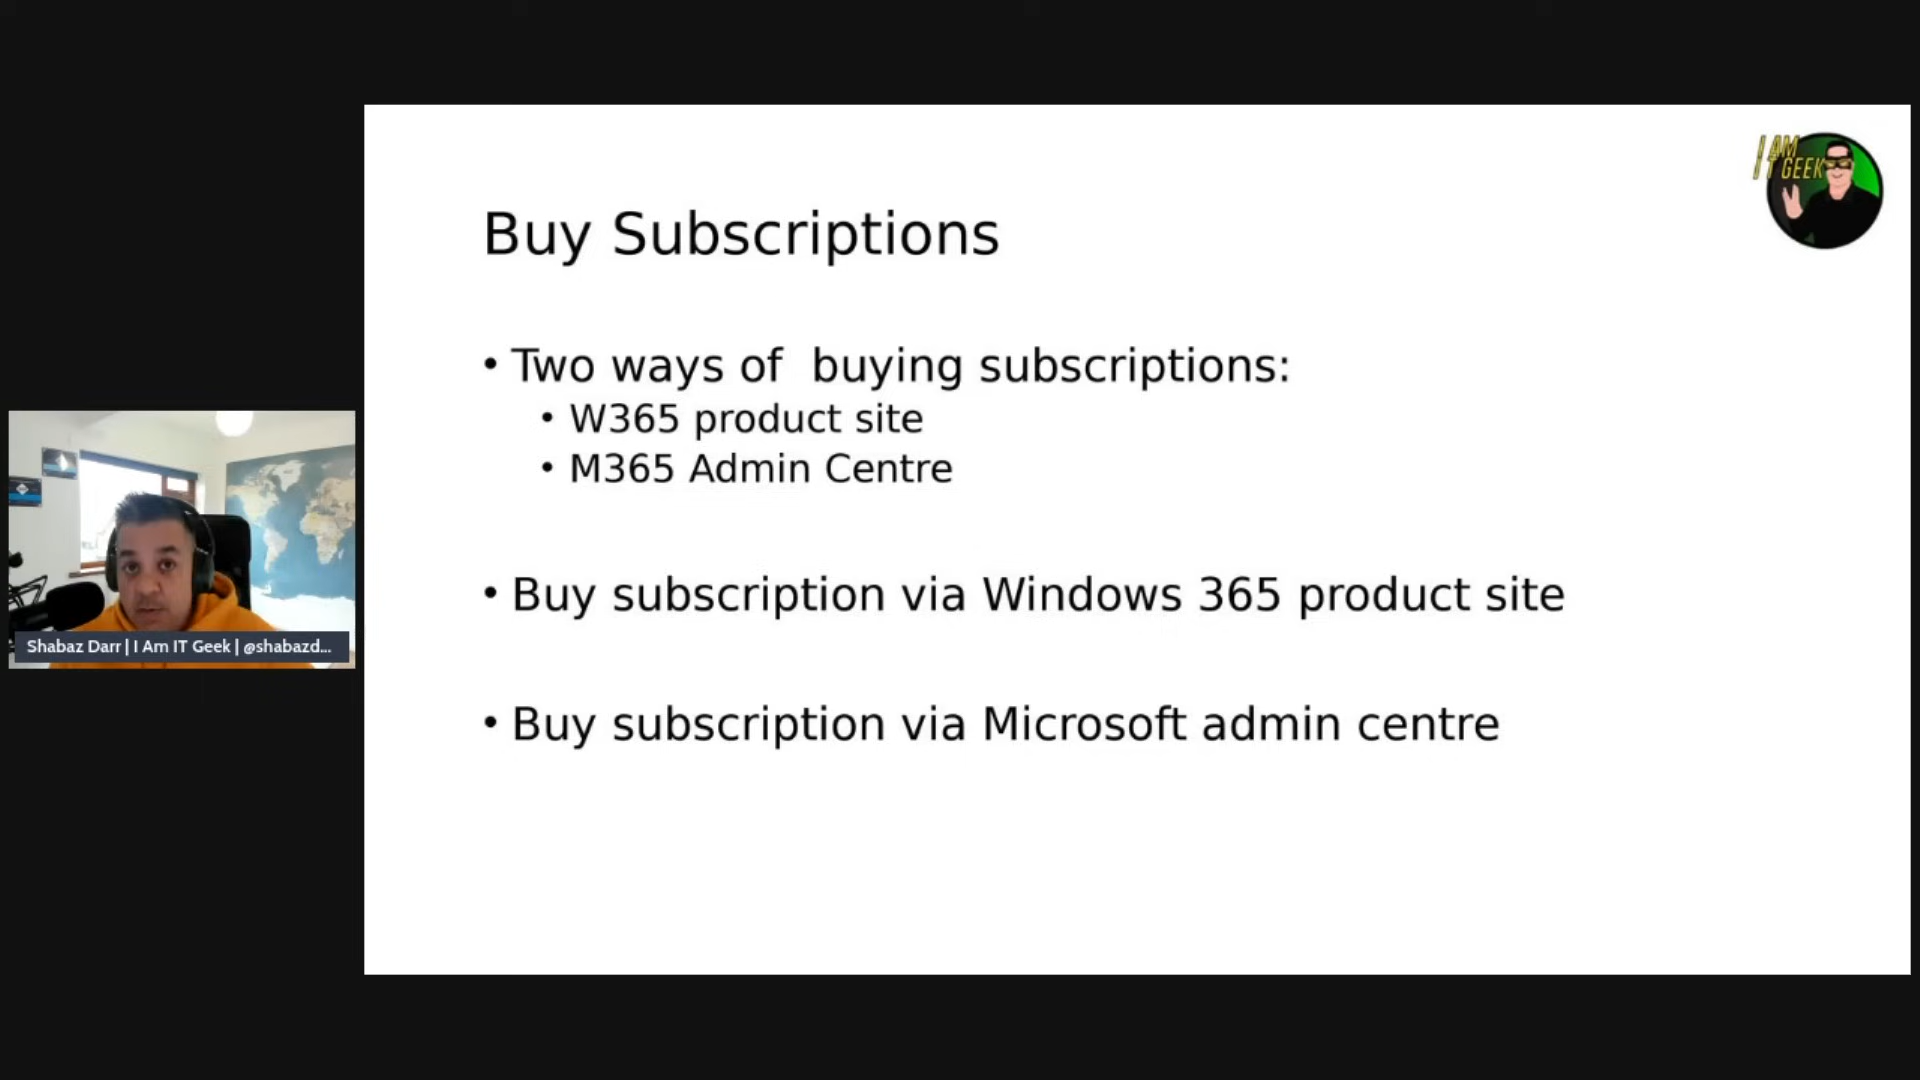 I AM
IT GEEK
Buy Subscriptions
• Two ways of  buying subscriptions:
• W365 product site
• M365 Admin Centre
• Buy subscription via Windows 365 product site
• Buy subscription via Microsoft admin centre
Shabaz Darr | I Am IT Geek | @shabazd...